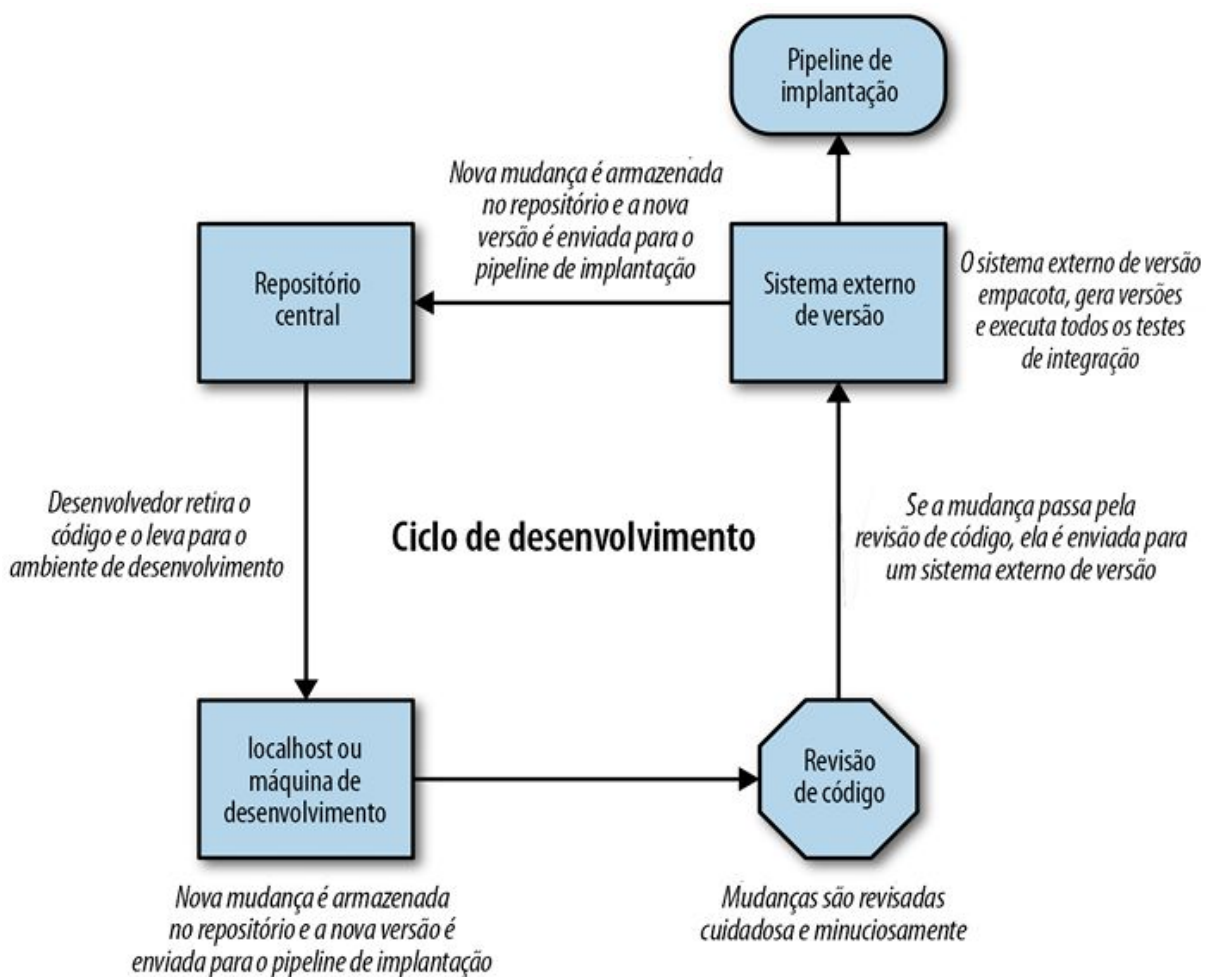 Pipeline de
implantação
Nova mudança é armazenada
no repositório e a nova
versão é enviada para o
pipeline de implantação
Repositório
central
Sistema externo
de versão
O sistema externo de versão
empacota, gera versões
e executa todos os testes
de integração
Desenvolvedor retira o
código e o leva para o
ambiente de desenvolvimento
Ciclo de desenvolvimento
Se a mudança passa pela
revisão de código, ela é enviada para
um sistema externo de versão
localhost ou
máquina de
desenvolvimento
Revisão
de código
Nova mudança é armazenada
no repositório e a nova versão é
enviada para o pipeline de implantação
Mudanças são revisadas
cuidadosa e minuciosamente